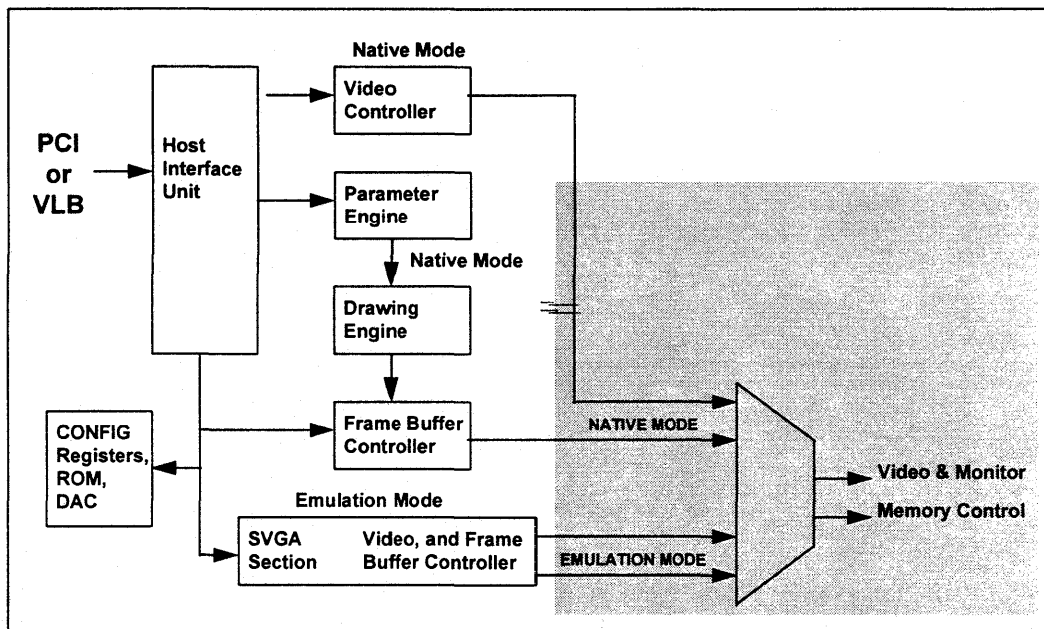 Native Mode
Video
Controller
PCI
or
VLB
Host
Interface
Unit
Parameter
Engine
Native Mode
Drawing
Engine
CONFIG
Registers,
ROM,
DAC
Frame Buffer
Controller
NATIVE MODE
Video & Monitor
Memory Control
Emulation Mode
SVGA
Section
Video, and Frame
Buffer Controller
EMULATION MODE